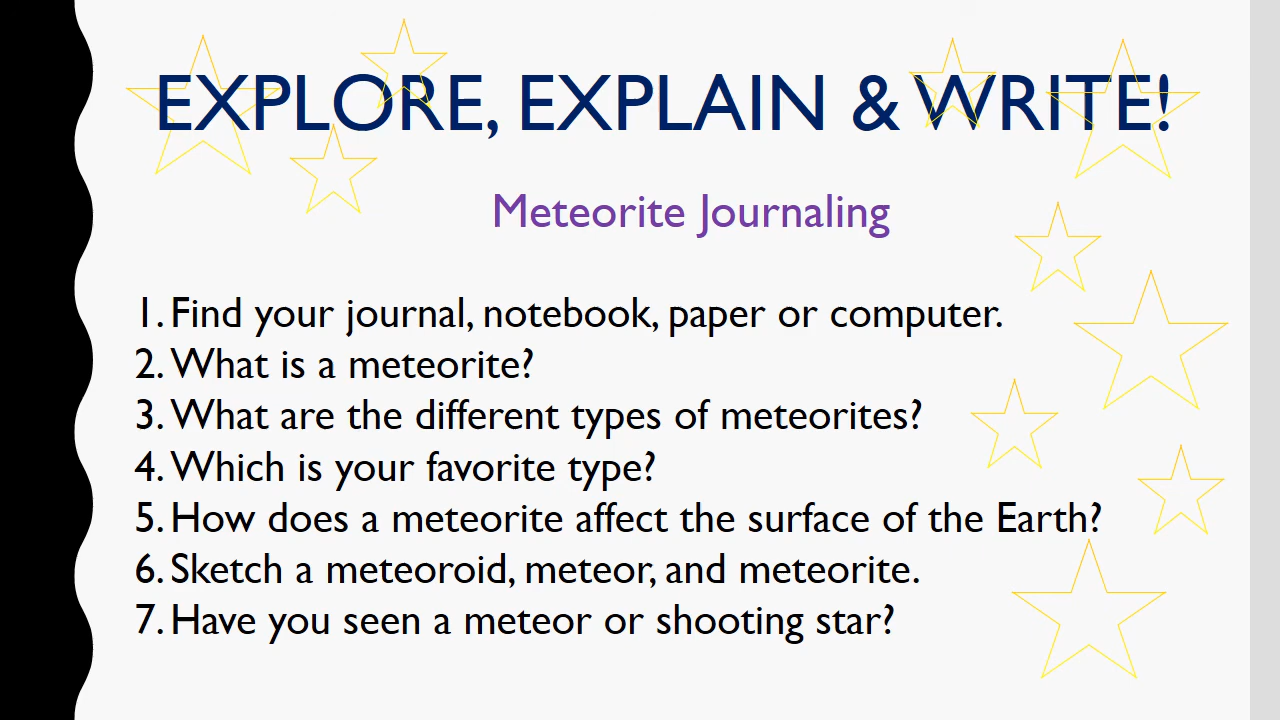 EXPLORE, EXPLAIN & WRITE!
Meteorite Journaling
1. Find your journal, notebook, paper or computer.
2. What is a meteorite?
3. What are the different types of meteorites?
4. Which is your favorite type?
5. How does a meteorite affect the surface of the Earth?
6. Sketch a meteoroid, meteor, and meteorite.
7. Have you seen a meteor or shooting star?